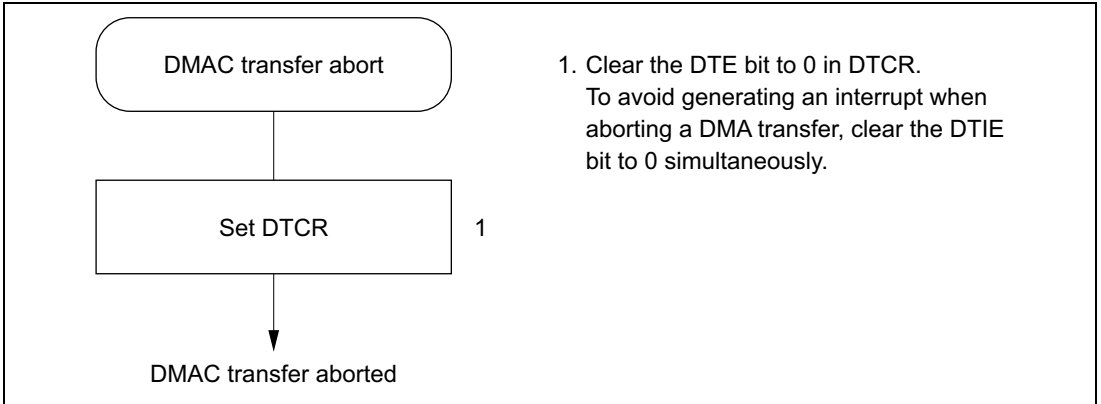 DMAC transfer abort
1. Clear the DTE bit to 0 in DTCR.
To avoid generating an interrupt when
aborting a DMA transfer, clear the DTIE
bit to 0 simultaneously.
Set DTCR
1
DMAC transfer aborted